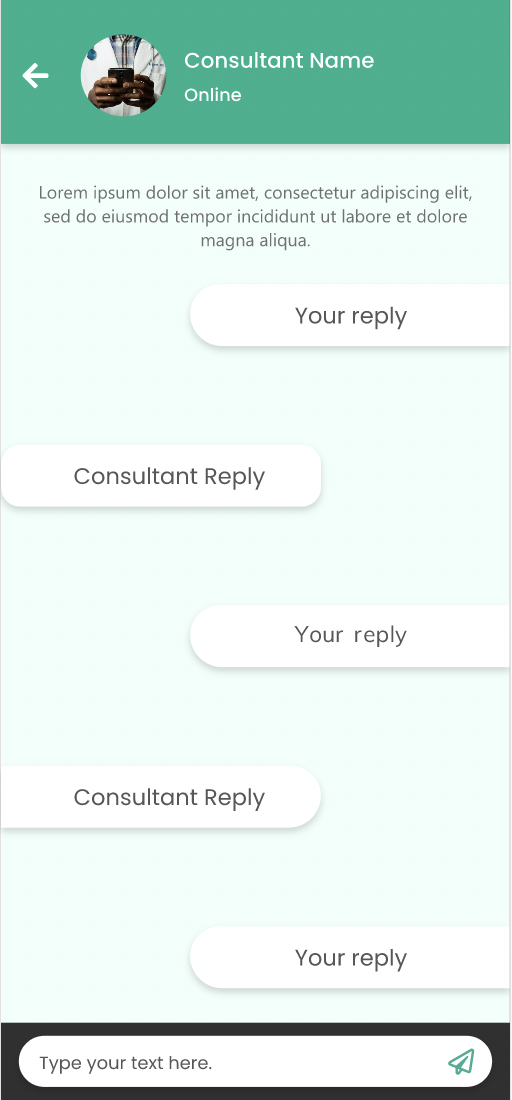 Consultant Name
Online
Lorem ipsum dolor sit amet, consectetur adipiscing elit,
sed do eiusmod tempor incididunt ut labore et dolore
magna aliqua.
Your reply
Consultant Reply
Your reply
Consultant Reply
Your reply
Type your text here.